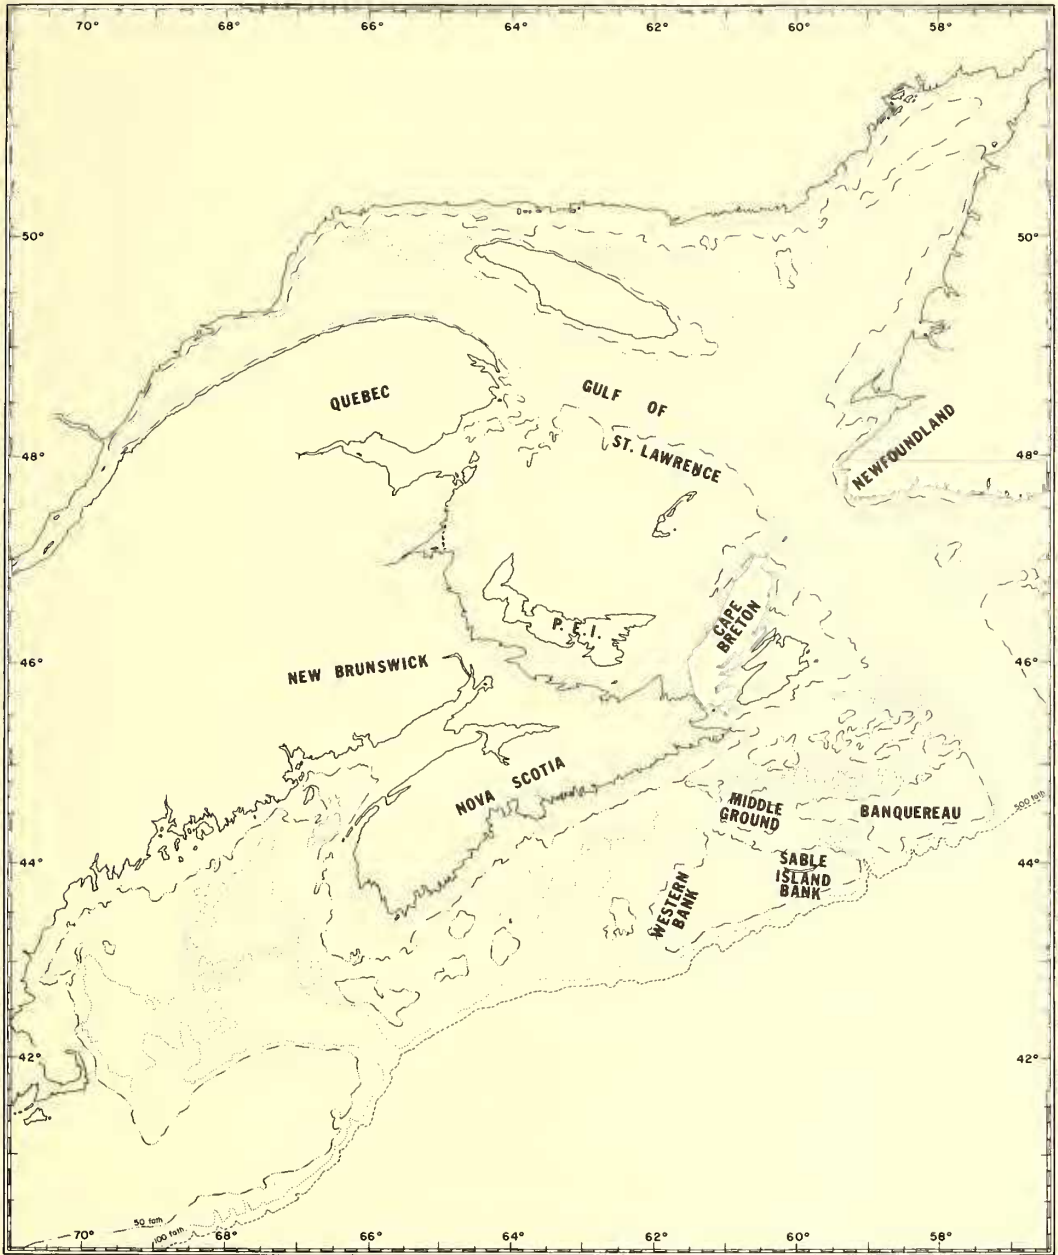 70° 68° 66° 64° 62° 60° 58°
50° 50°
QUEBEC
GULF OF
ST. LAWRENCE
NEWFOUNDLAND
48° 48°
CAPE
BRETON
P.E.I.
NEW BRUNSWICK
46° 46°
NOVA SCOTIA
MIDDLE
GROUND
BANQUEREAU
500 fath
44° 44°
SABLE
ISLAND
BANK
WESTERN
BANK
42° 42°
50 fath
100 fath.
70° 68° 66° 64° 62° 60° 58°